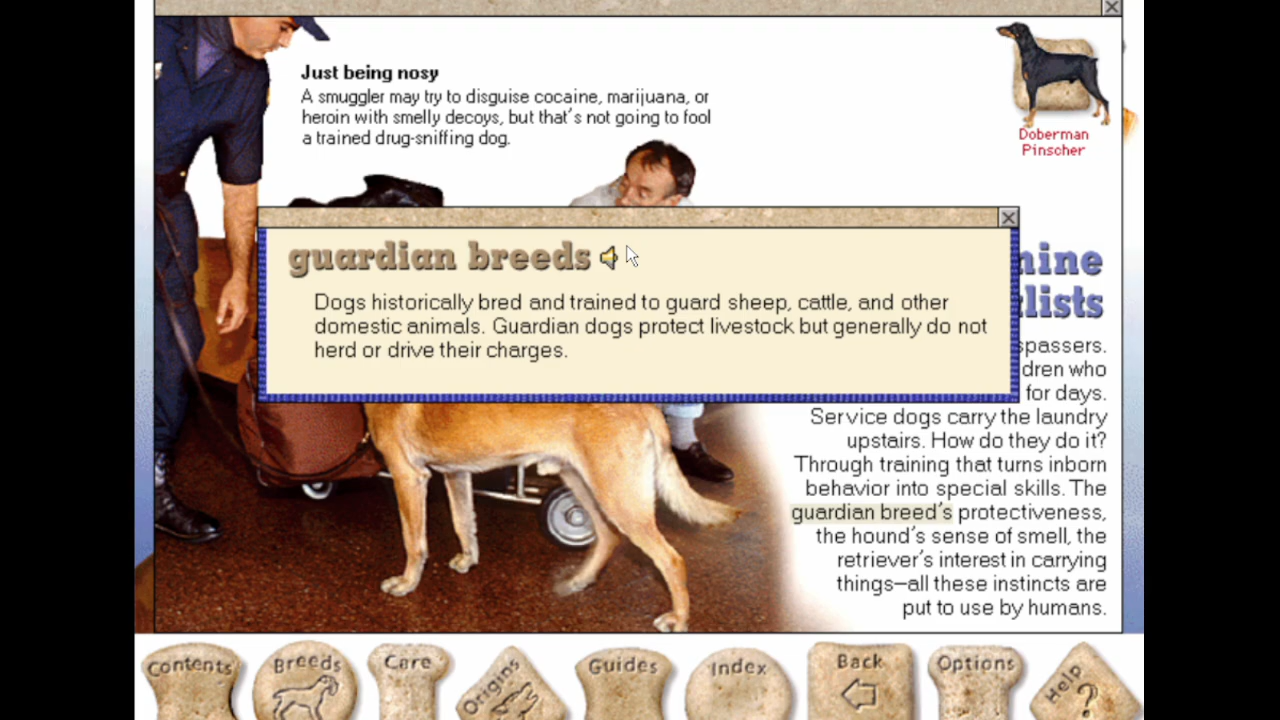 Just being nosy
A smuggler may try to disguise cocaine, marijuana, or
heroin with smelly decoys, but that's not going to fool
a trained drug-sniffing dog.
Doberman
Pinscher
guardian breeds
Dogs historically bred and trained to guard sheep, cattle, and other
domestic animals. Guardian dogs protect livestock but generally do not
herd or drive their charges.
for days.
Service dogs carry the laundry
upstairs. How do they do it?
Through training that turns inborn
behavior into special skills. The
guardian breed's protectiveness,
the hound's sense of smell, the
retriever's interest in carrying
things—all these instincts are
put to use by humans.
Contents
Breeds
Care
Origins
Guides
Index
Back
Options
Help
?